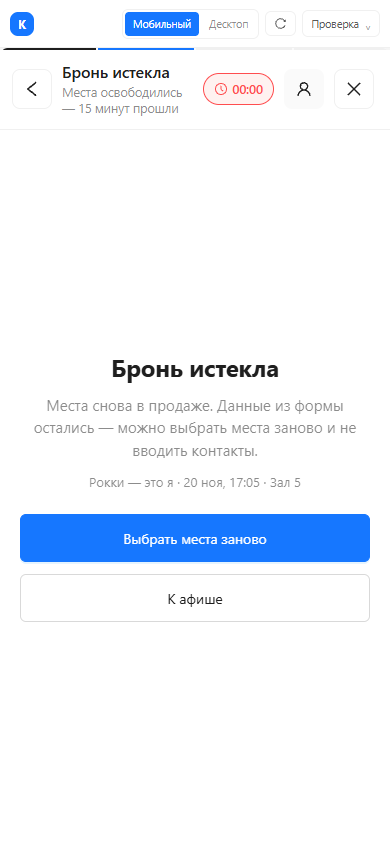 K
Мобильный
Десктоп
Проверка
Бронь истекла
Места освободились
— 15 минут прошли
00:00
Бронь истекла
Места снова в продаже. Данные из формы
остались — можно выбрать места заново и не
вводить контакты.
Рокки — это я · 20 ноя, 17:05 · Зал 5
Выбрать места заново
К афише